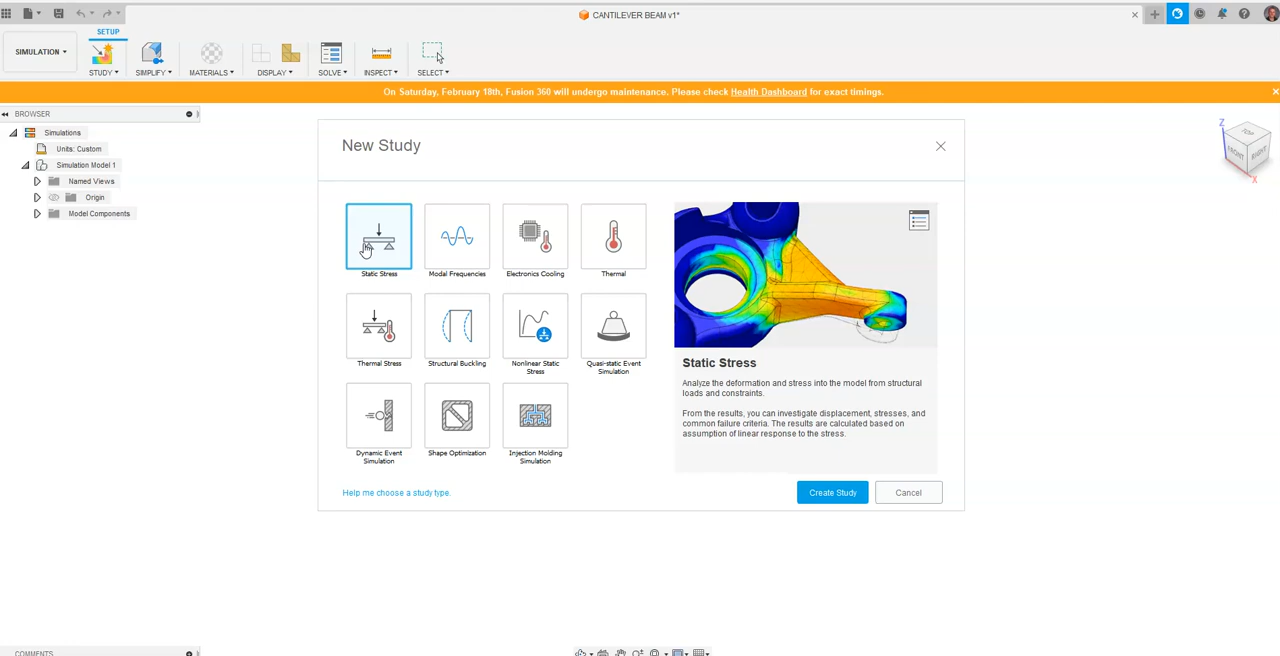 CANTILEVER BEAM v1*
SIMULATION
SETUP
STUDY
SIMPLIFY
MATERIALS
DISPLAY
SOLVE
INSPECT
SELECT
On Saturday, February 18th, Fusion 360 will undergo maintenance. Please check Health Dashboard for exact timings.
BROWSER
Simulations
Units: Custom
Simulation Model 1
Named Views
Origin
Model Components
Z
TOP
FRONT
RIGHT
X
New Study
Static Stress
Modal Frequencies
Electronics Cooling
Thermal
Thermal Stress
Structural Buckling
Nonlinear Static
Stress
Quasi-static Event
Simulation
Dynamic Event
Simulation
Shape Optimization
Injection Molding
Simulation
Static Stress
Analyze the deformation and stress into the model from structural
loads and constraints.
From the results, you can investigate displacement, stresses, and
common failure criteria. The results are calculated based on
assumption of linear response to the stress.
Help me choose a study type.
Create Study
Cancel
COMMENTS